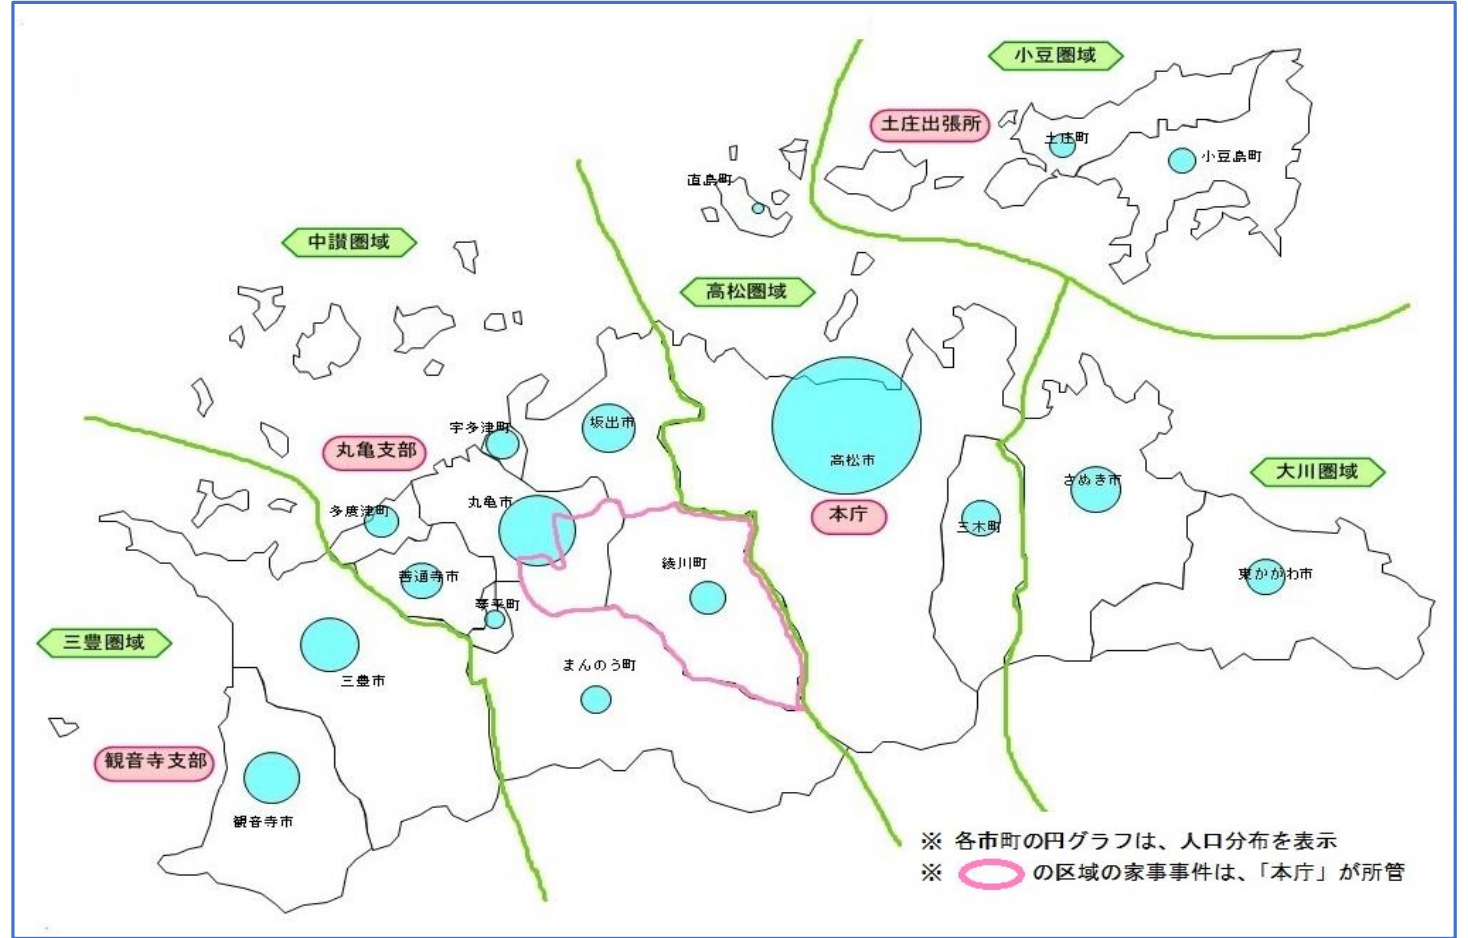 小豆圏域
土庄出張所
土庄町
小豆島町
直島町
中讃圏域
高松圏域
宇多津町
坂出市
丸亀支部
高松市
大川圏域
さぬき市
多度津町
丸亀市
本庁
三木町
善通寺市
綾川町
東かがわ市
琴平町
三豊圏域
まんのう町
三豊市
観音寺支部
観音寺市
※ 各市町の円グラフは、人口分布を表示
※ の区域の家事事件は、「本庁」が所管